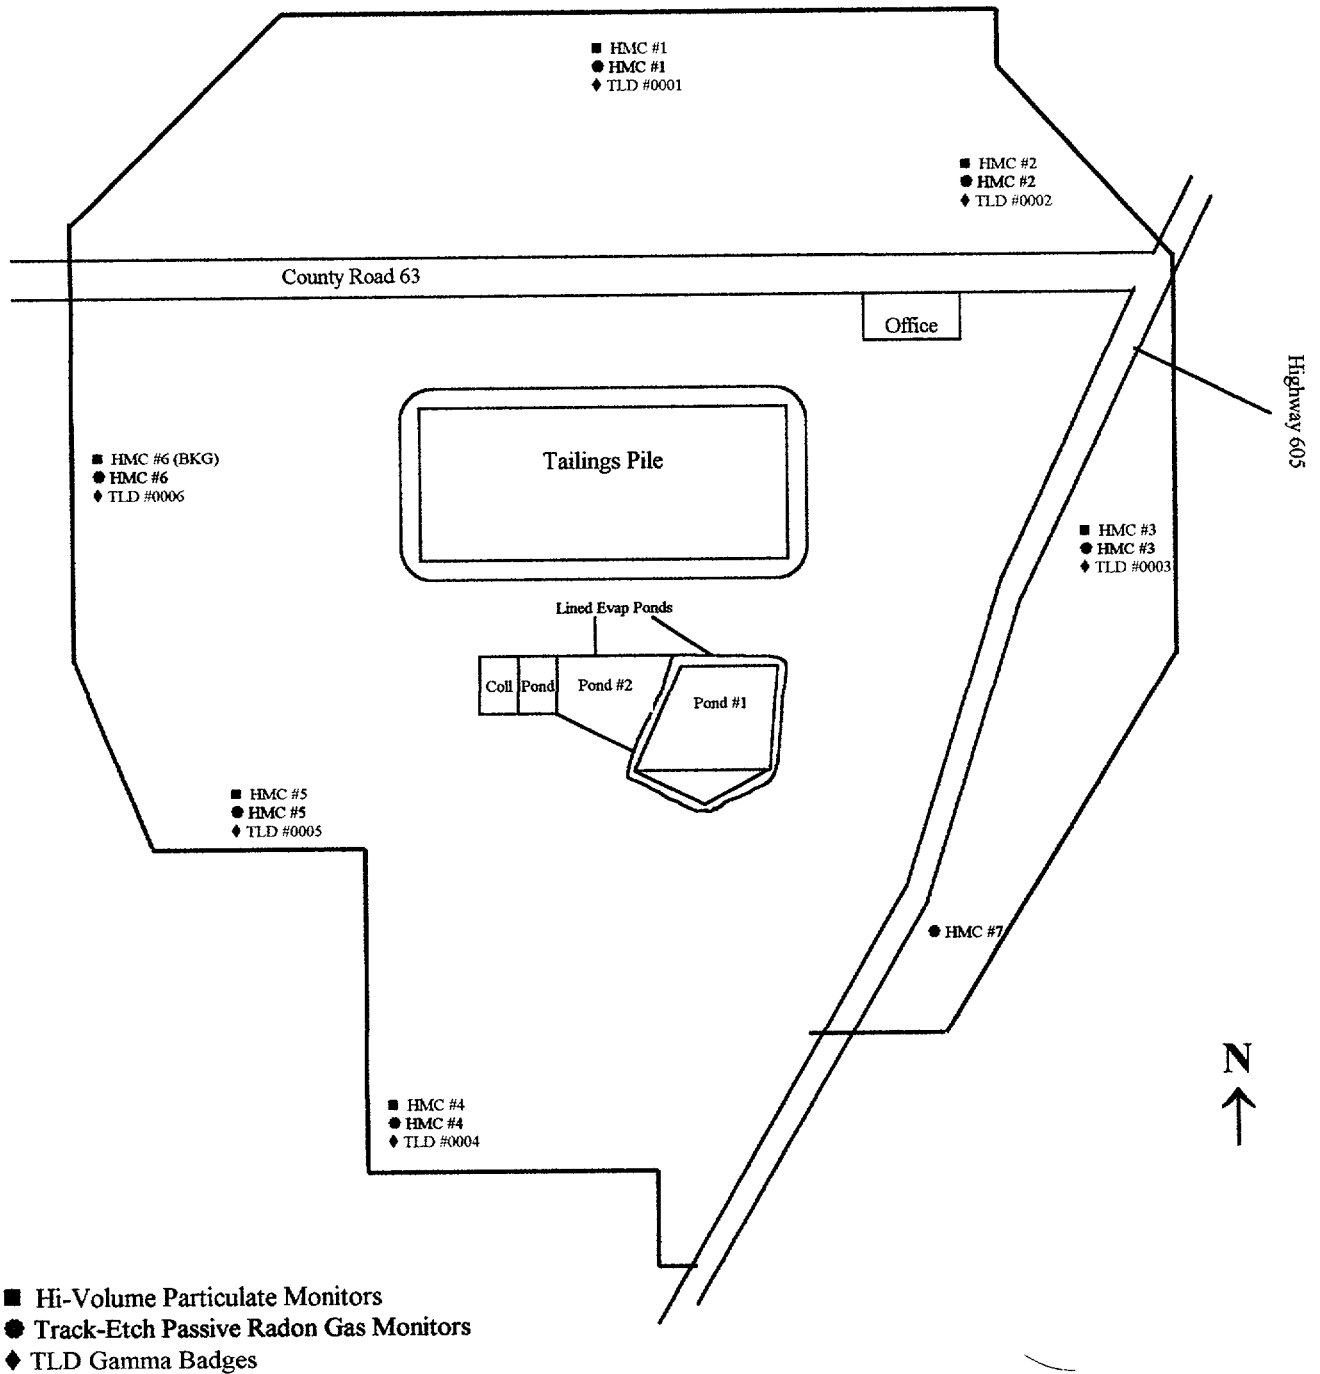 HMC #1
HMC #1
TLD #0001
HMC #2
HMC #2
TLD #0002
County Road 63
Office
Highway 605
Tailings Pile
HMC #6 (BKG)
HMC #6
TLD #0006
HMC #3
HMC #3
TLD #0003
Lined Evap Ponds
Coll Pond Pond #2 Pond #1
HMC #5
HMC #5
TLD #0005
HMC #7
N
HMC #4
HMC #4
TLD #0004
Hi-Volume Particulate Monitors
Track-Etch Passive Radon Gas Monitors
TLD Gamma Badges